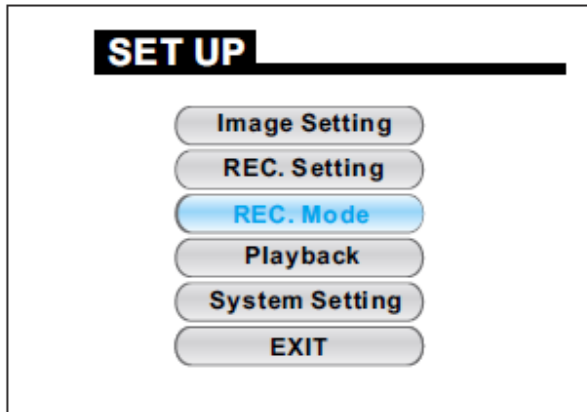 SET UP
Image Setting
REC. Setting
REC. Mode
Playback
System Setting
EXIT